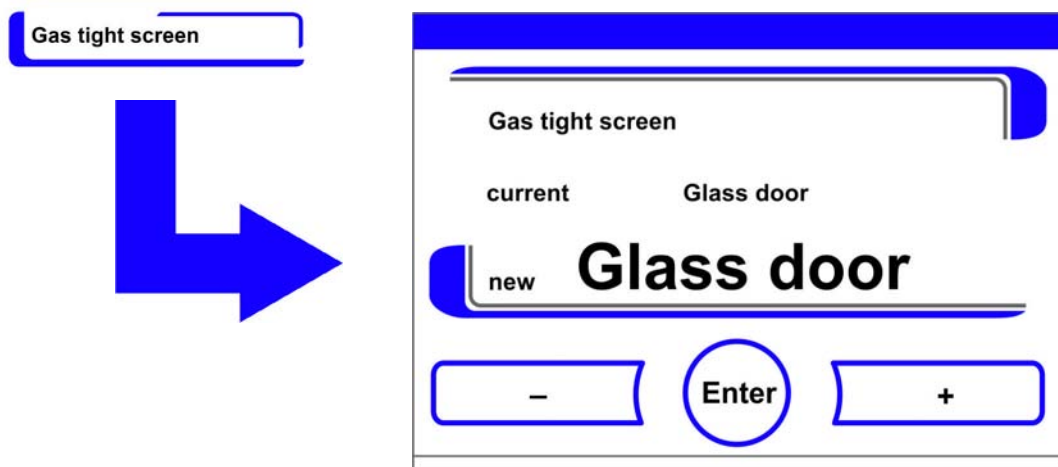 Gas tight screen
Gas tight screen
current Glass door
new Glass door
– Enter +